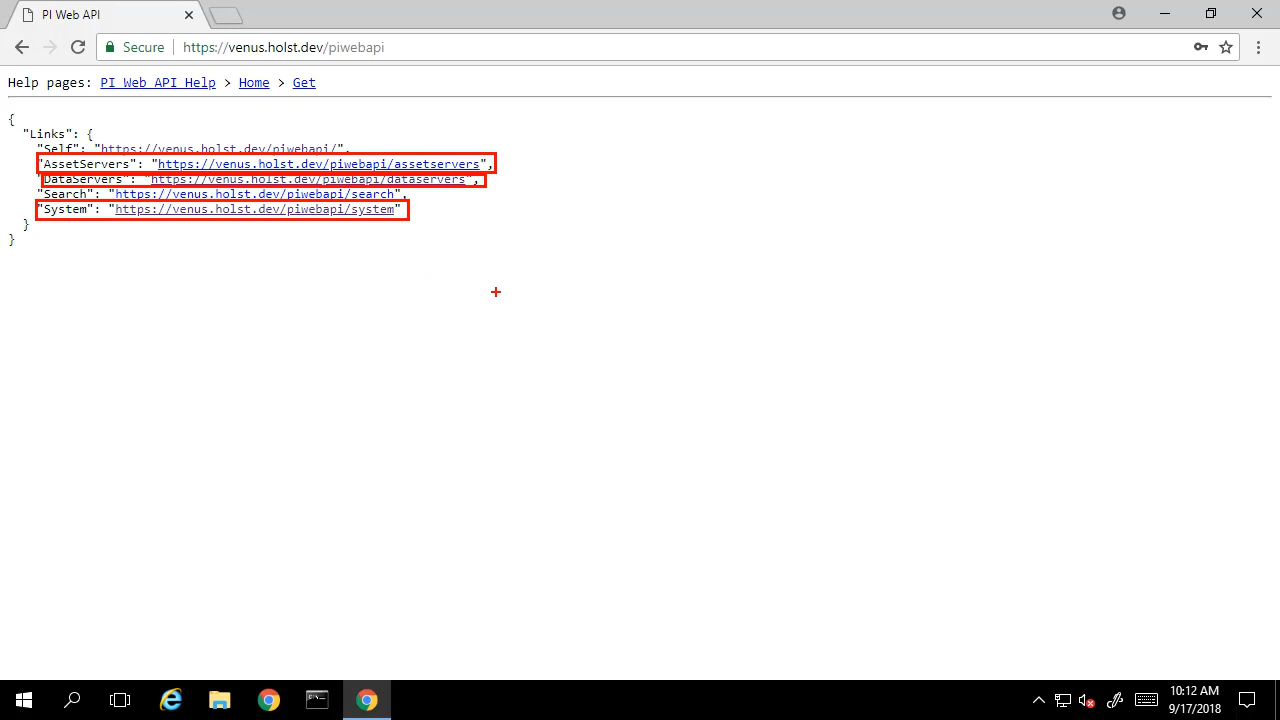 PI Web API
Secure
https://venus.holst.dev/piwebapi
Help pages: PI Web API Help > Home > Get
{
"Links": {
"Self": "https://venus.holst.dev/piwebapi/",
"AssetServers": "https://venus.holst.dev/piwebapi/assetservers",
"DataServers": "https://venus.holst.dev/piwebapi/dataservers",
"Search": "https://venus.holst.dev/piwebapi/search",
"System": "https://venus.holst.dev/piwebapi/system"
}
}
10:12 AM
9/17/2018